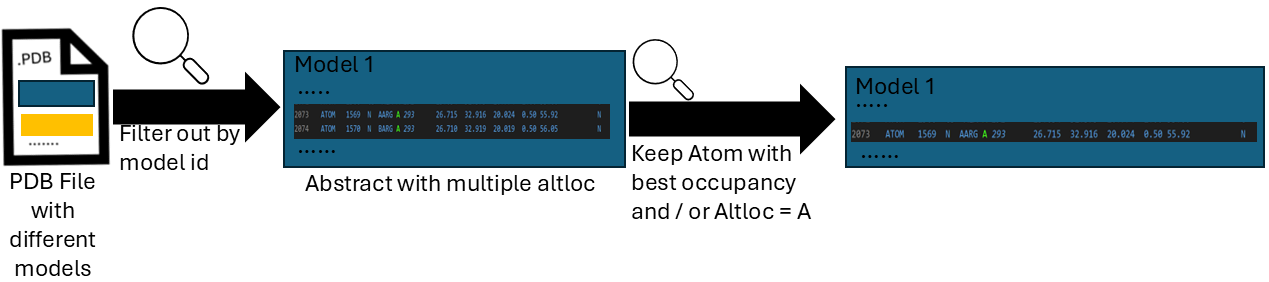 .PDB
.......
PDB File
with
different
models
Filter out by
model id
Model 1
.....
2073 ATOM 1569 N AARG A 293 26.715 32.916 20.024 0.50 55.92 N
2074 ATOM 1570 N BARG A 293 26.710 32.919 20.019 0.50 56.05 N
......
Abstract with multiple altloc
Keep Atom with
best occupancy
and / or Altloc = A
Model 1
.....
2073 ATOM 1569 N AARG A 293 26.715 32.916 20.024 0.50 55.92 N
......